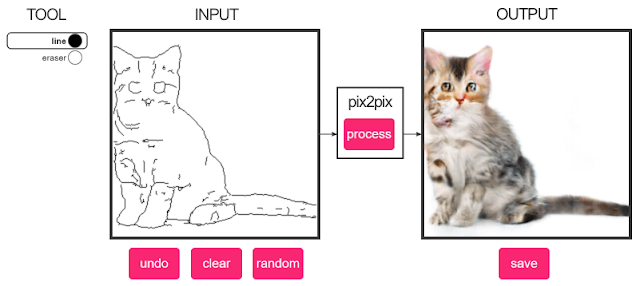 TOOL
line
eraser
INPUT
undo
clear
random
pix2pix
process
OUTPUT
save